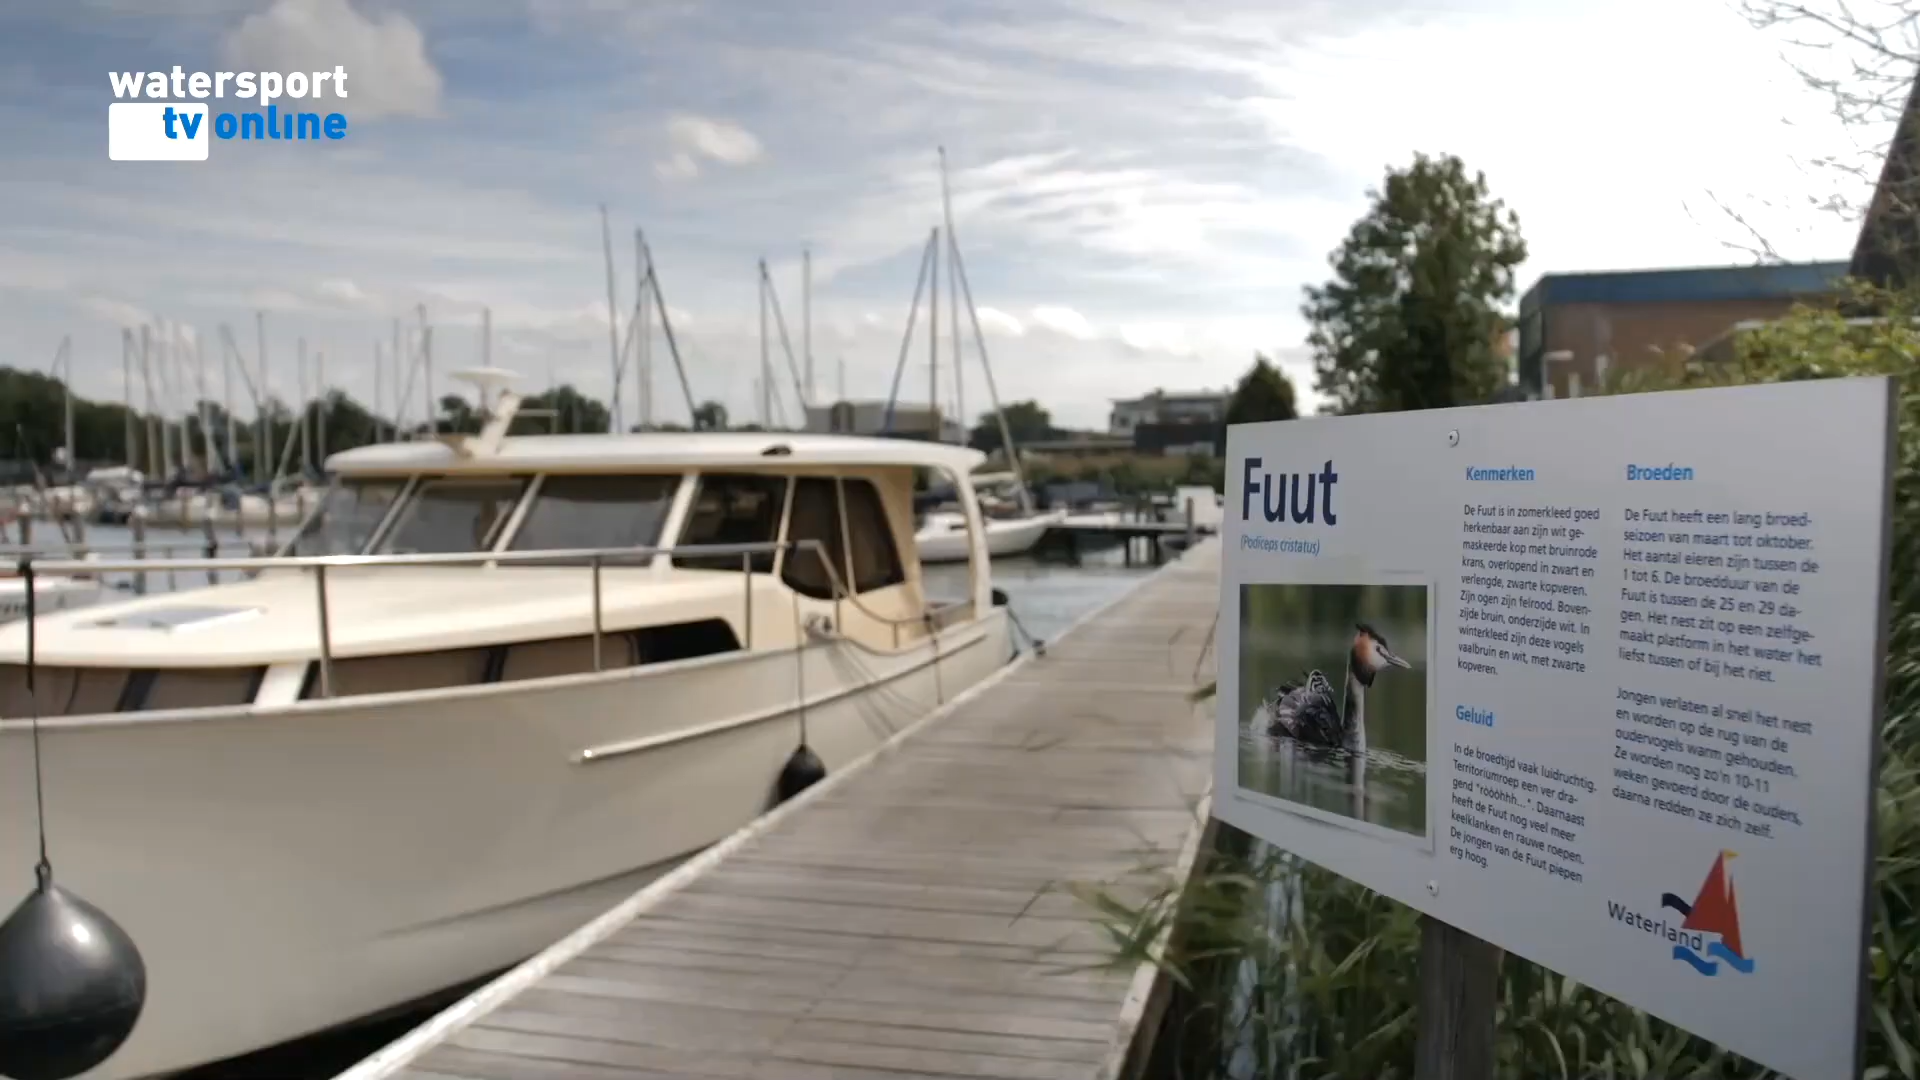 watersport
tv online
Fuut
(Podiceps cristatus)
Kenmerken
De Fuut is in zomerkleed goed
herkenbaar aan zijn wit ge-
maskeerde kop met bruinrode
krans, overlopend in zwart en
verlengde, zwarte kopveren.
Zijn ogen zijn felrood. Boven-
zijde bruin, onderzijde wit. In
winterkleed zijn deze vogels
vaalbruin en wit, met zwarte
kopveren.
Geluid
In de broedtijd vaak luidruchtig.
Territoriumroep een ver dra-
gend "rôôôhhh...". Daarnaast
heeft de Fuut nog veel meer
keelklanken en rauwe roepen.
De jongen van de Fuut piepen
erg hoog.
Broeden
De Fuut heeft een lang broed-
seizoen van maart tot oktober.
Het aantal eieren zijn tussen de
1 tot 6. De broedduur van de
Fuut is tussen de 25 en 29 da-
gen. Het nest zit op een zelfge-
maakt platform in het water het
liefst tussen of bij het riet.
Jongen verlaten al snel het nest
en worden op de rug van de
oudervogels warm gehouden.
Ze worden nog zo'n 10-11
weken gevoerd door de ouders,
daarna redden ze zich zelf.
Waterland